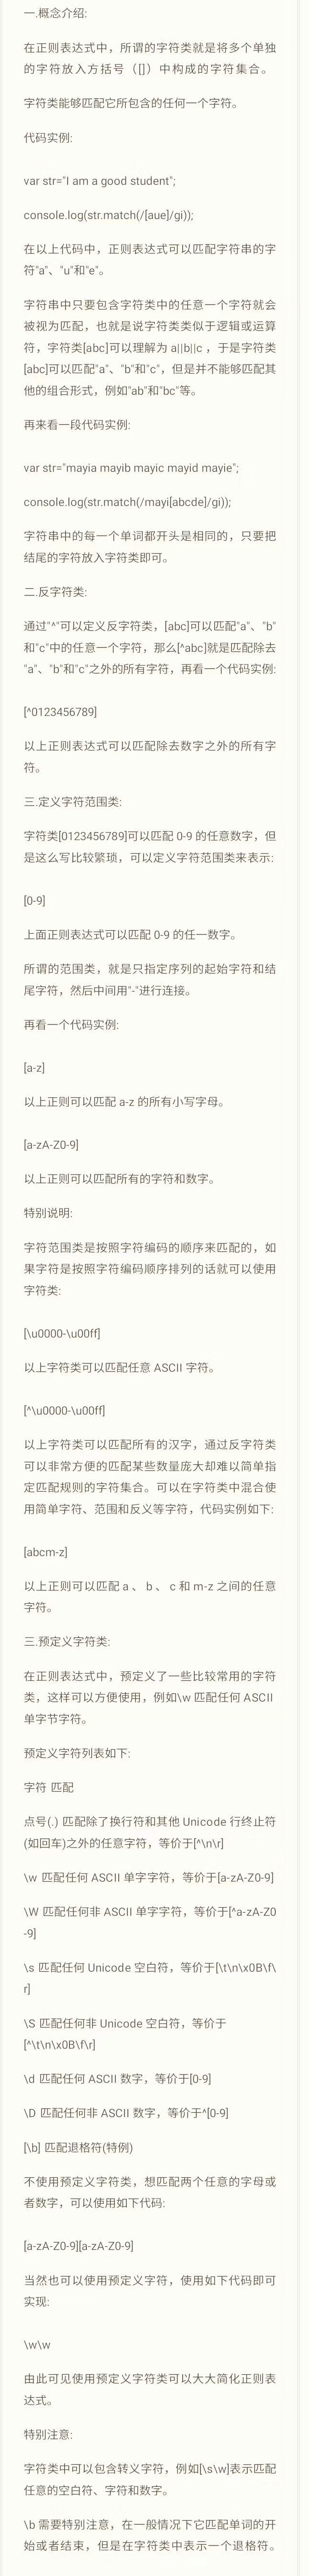 一.概念介绍:
在正则表达式中，所谓的字符类就是将多个单独
的字符放入方括号（[]）中构成的字符集合。
字符类能够匹配它所包含的任何一个字符。
代码实例:
var str="I am a good student";
console.log(str.match(/[aue]/gi));
在以上代码中，正则表达式可以匹配字符串的字
符"a"、"u"和"e"。
字符串中只要包含字符类中的任意一个字符就会
被视为匹配，也就是说字符类类似于逻辑或运算
符，字符类[abc]可以理解为 a||b||c ，于是字符类
[abc]可以匹配"a"、"b"和"c"，但是并不能够匹配其
他的组合形式，例如"ab"和"bc"等。
再来看一段代码实例:
var str="mayia mayib mayic mayid mayie";
console.log(str.match(/mayi[abcde]/gi));
字符串中的每一个单词都开头是相同的，只要把
结尾的字符放入字符类即可。
二.反字符类:
通过"^"可以定义反字符类，[abc]可以匹配"a"、"b"
和"c"中的任意一个字符，那么[^abc]就是匹配除去
"a"、"b"和"c"之外的所有字符，再看一个代码实例:
[^0123456789]
以上正则表达式可以匹配除去数字之外的所有字
符。
三.定义字符范围类:
字符类[0123456789]可以匹配 0-9 的任意数字，但
是这么写比较繁琐，可以定义字符范围类来表示:
[0-9]
上面正则表达式可以匹配 0-9 的任一数字。
所谓的范围类，就是只指定序列的起始字符和结
尾字符，然后中间用"-"进行连接。
再看一个代码实例:
[a-z]
以上正则可以匹配 a-z 的所有小写字母。
[a-zA-Z0-9]
以上正则可以匹配所有的字符和数字。
特别说明:
字符范围类是按照字符编码的顺序来匹配的，如
果字符是按照字符编码顺序排列的话就可以使用
字符类:
[\u0000-\u00ff]
以上字符类可以匹配任意 ASCII 字符。
[^\u0000-\u00ff]
以上字符类可以匹配所有的汉字，通过反字符类
可以非常方便的匹配某些数量庞大却难以简单指
定匹配规则的字符集合。可以在字符类中混合使
用简单字符、范围和反义等字符，代码实例如下:
[abcm-z]
以上正则可以匹配 a 、 b 、 c 和 m-z 之间的任意
字符。
三.预定义字符类:
在正则表达式中，预定义了一些比较常用的字符
类，这样可以方便使用，例如\w 匹配任何 ASCII
单字节字符。
预定义字符列表如下:
字符 匹配
点号(.) 匹配除了换行符和其他 Unicode 行终止符
(如回车)之外的任意字符，等价于[^\n\r]
\w 匹配任何 ASCII 单字字符，等价于[a-zA-Z0-9]
\W 匹配任何非 ASCII 单字字符，等价于[^a-zA-Z0
-9]
\s 匹配任何 Unicode 空白符，等价于[\t\n\x0B\f\
r]
\S 匹配任何非 Unicode 空白符，等价于
[^\t\n\x0B\f\r]
\d 匹配任何 ASCII 数字，等价于[0-9]
\D 匹配任何非 ASCII 数字，等价于^[0-9]
[\b] 匹配退格符(特例)
不使用预定义字符类，想匹配两个任意的字母或
者数字，可以使用如下代码:
[a-zA-Z0-9][a-zA-Z0-9]
当然也可以使用预定义字符，使用如下代码即可
实现:
\w\w
由此可见使用预定义字符类可以大大简化正则表
达式。
特别注意:
字符类中可以包含转义字符，例如[\s\w]表示匹配
任意的空白符、字符和数字。
\b 需要特别注意，在一般情况下它匹配单词的开
始或者结束，但是在字符类中表示一个退格符。